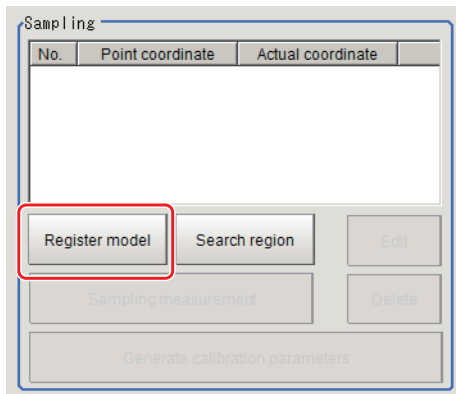 Sampling
No. Point coordinate Actual coordinate
Register model Search region Edit
Sampling measurement Delete
Generate calibration parameters